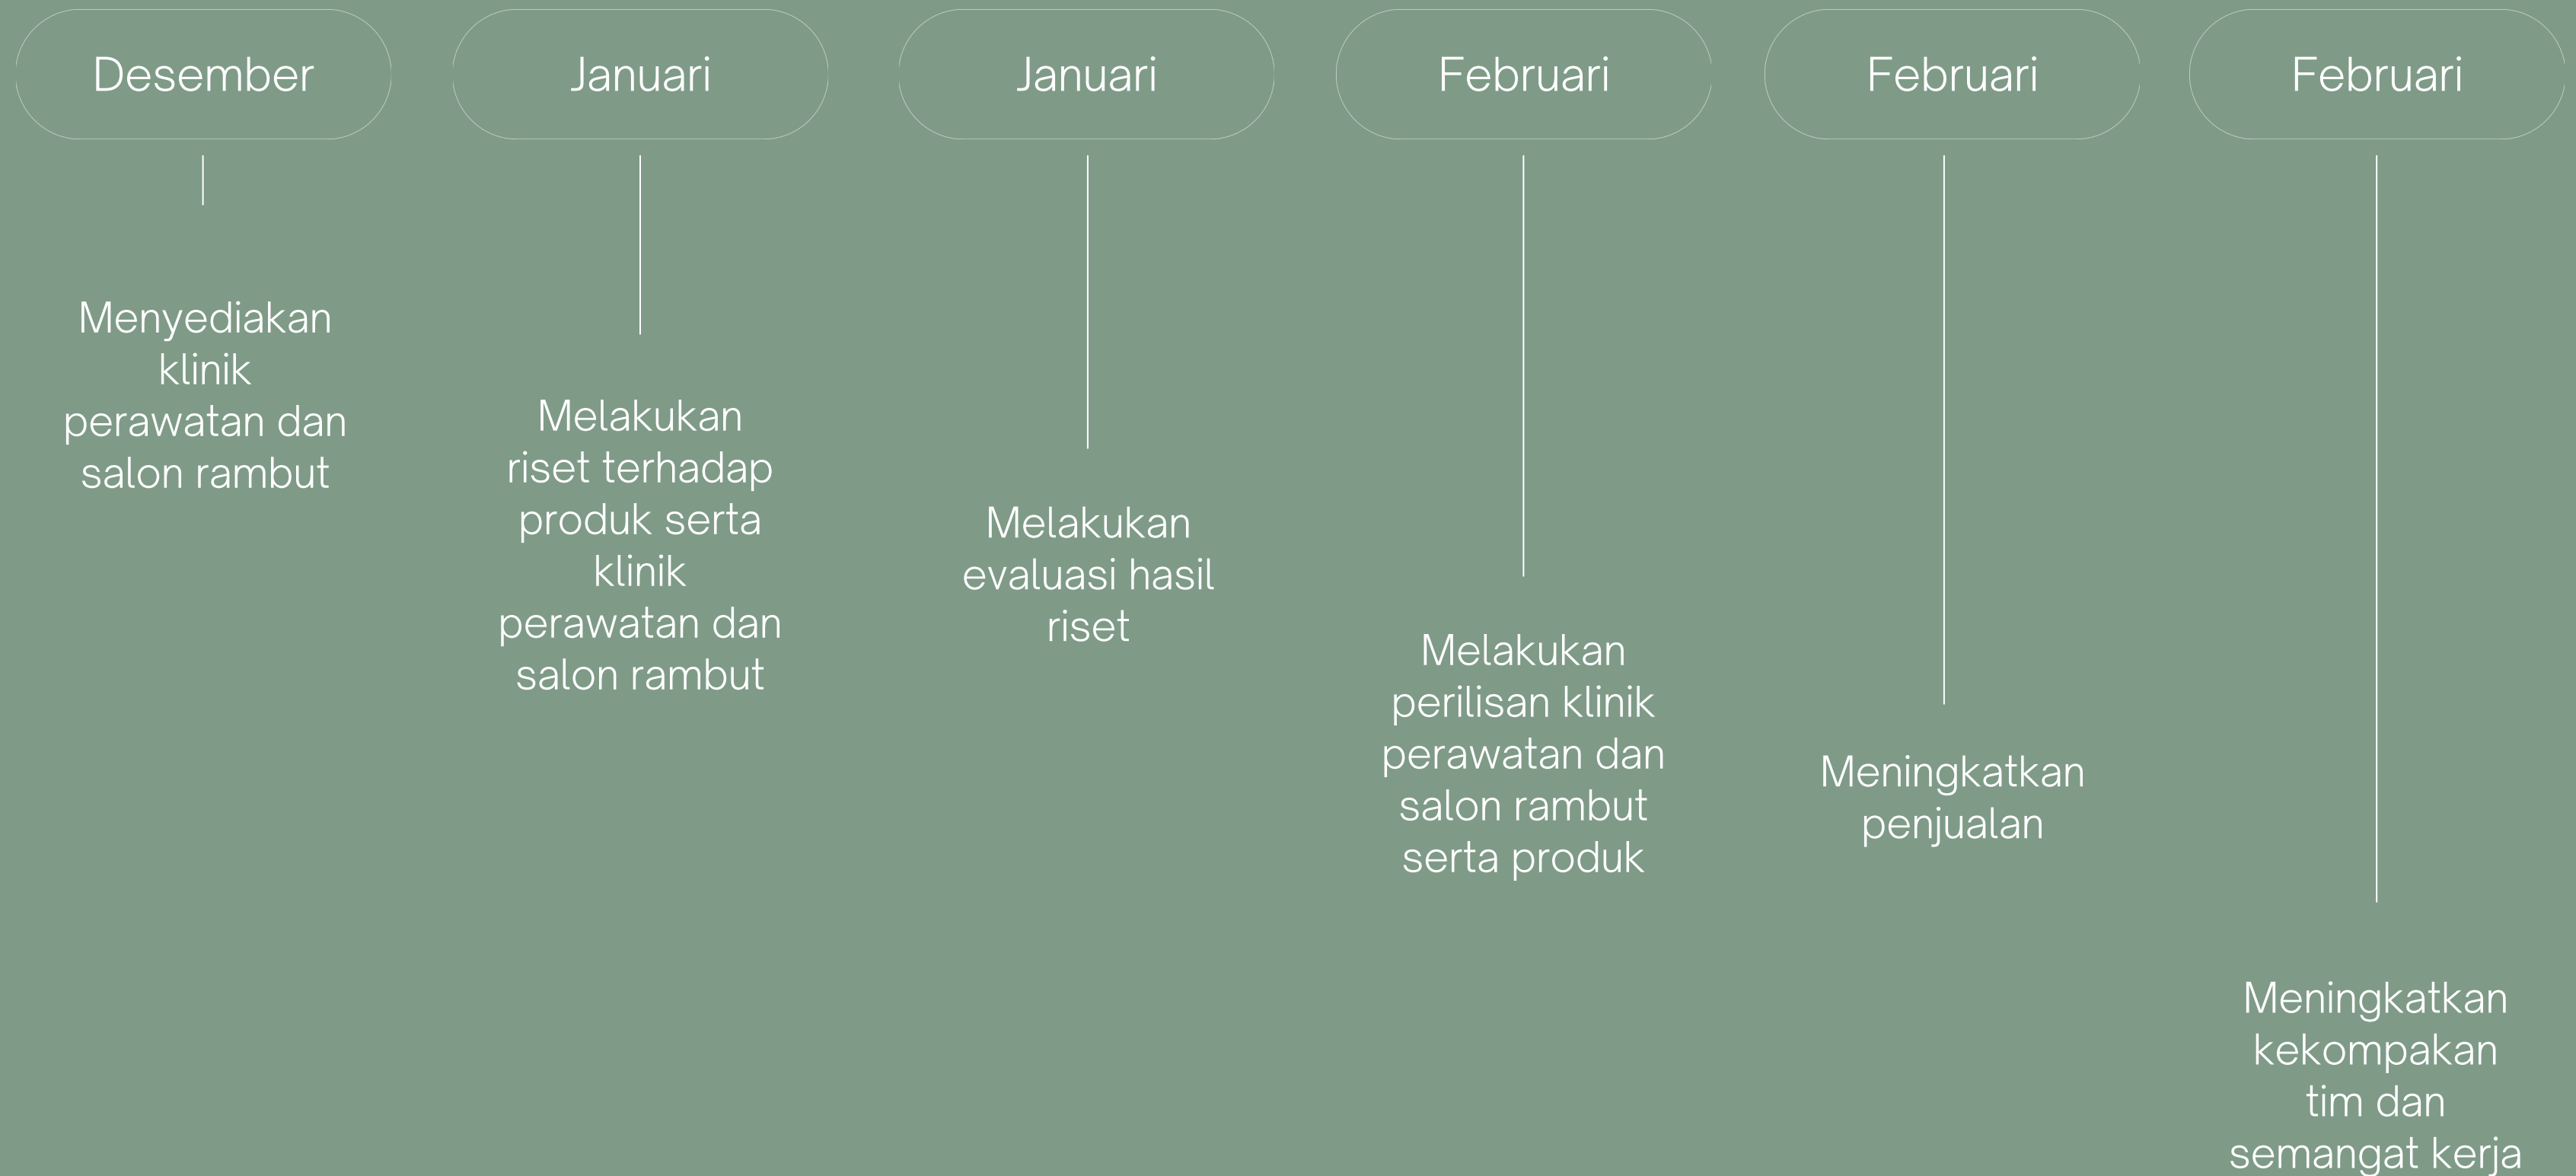 Desember
Menyediakan
klinik
perawatan dan
salon rambut
Januari
Melakukan
riset terhadap
produk serta
klinik
perawatan dan
salon rambut
Januari
Melakukan
evaluasi hasil
riset
Februari
Melakukan
perilisan klinik
perawatan dan
salon rambut
serta produk
Februari
Meningkatkan
penjualan
Februari
Meningkatkan
kekompakan
tim dan
semangat kerja